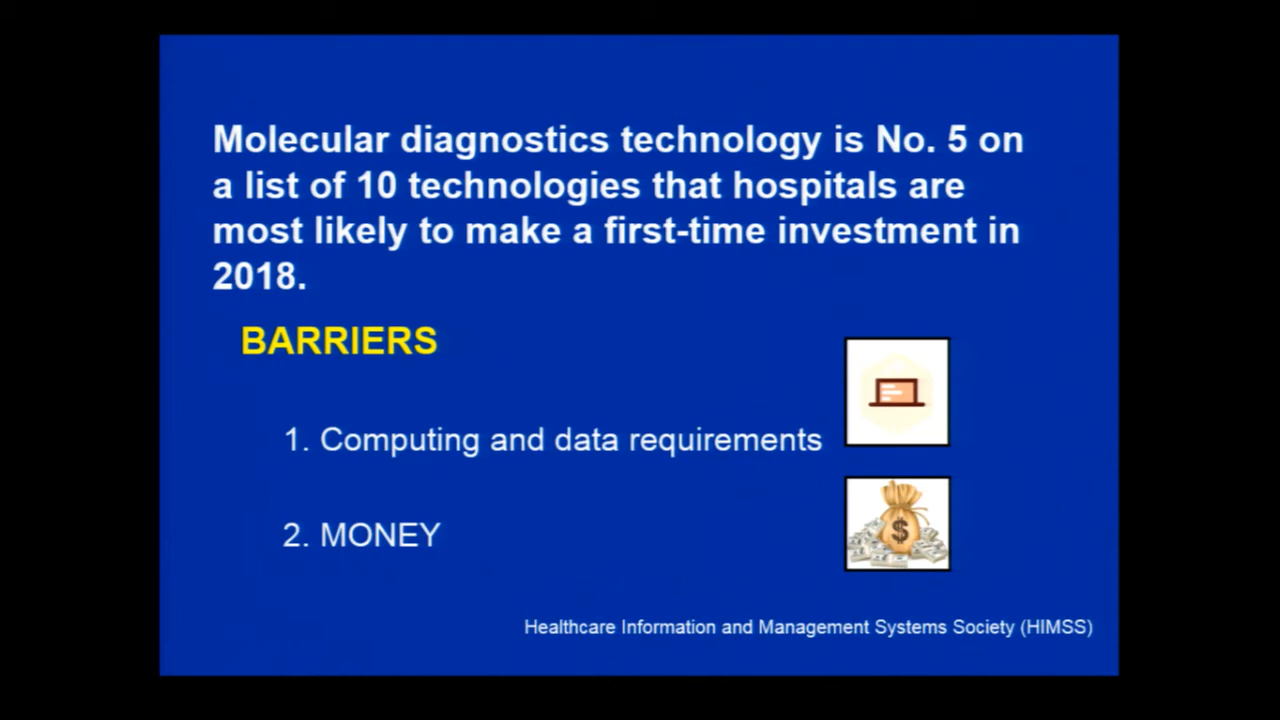 Molecular diagnostics technology is No. 5 on
a list of 10 technologies that hospitals are
most likely to make a first-time investment in
2018.
BARRIERS
1. Computing and data requirements
2. MONEY
$
Healthcare Information and Management Systems Society (HIMSS)